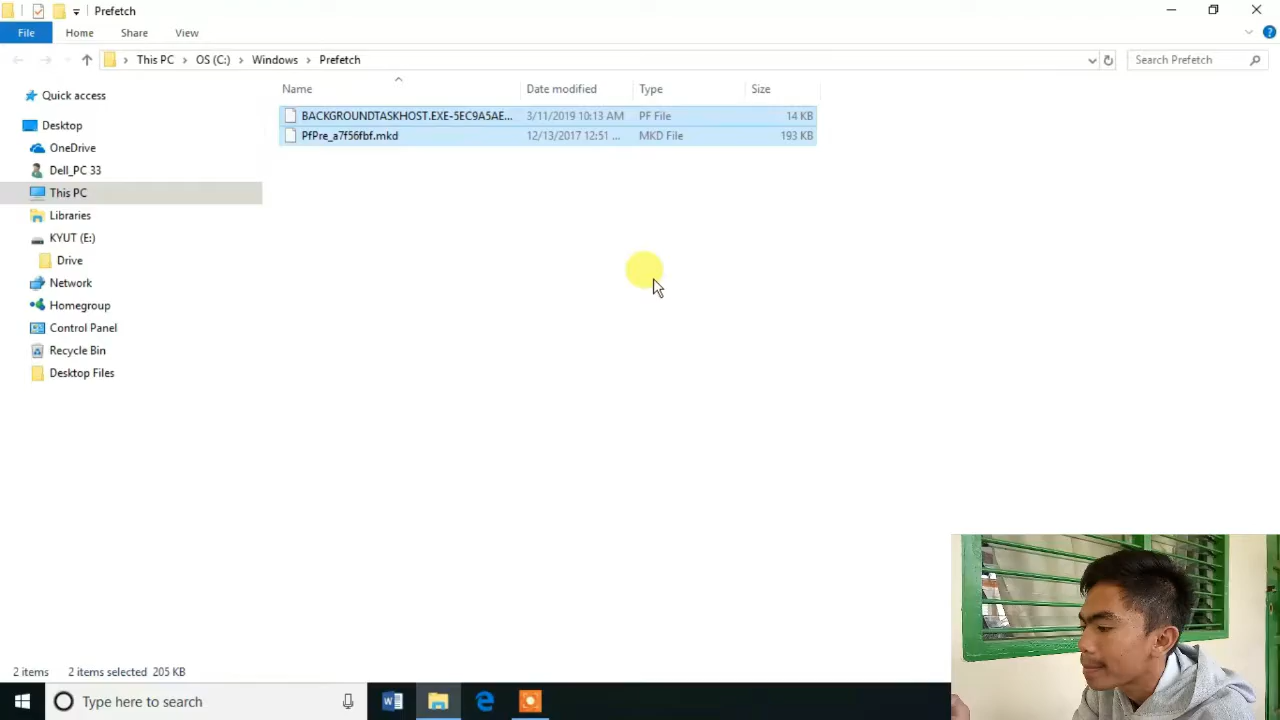 Prefetch
File Home Share View
This PC OS (C:) Windows Prefetch Search Prefetch
Name Date modified Type Size
BACKGROUNDTASKHOST.EXE-5EC9A5AE... 3/11/2019 10:13 AM PF File 14 KB
PfPre_a7f56fbf.mkd 12/13/2017 12:51 ... MKD File 193 KB
Quick access
Desktop
OneDrive
Dell_PC 33
This PC
Libraries
KYUT (E:)
Drive
Network
Homegroup
Control Panel
Recycle Bin
Desktop Files
2 items 2 items selected 205 KB
Type here to search